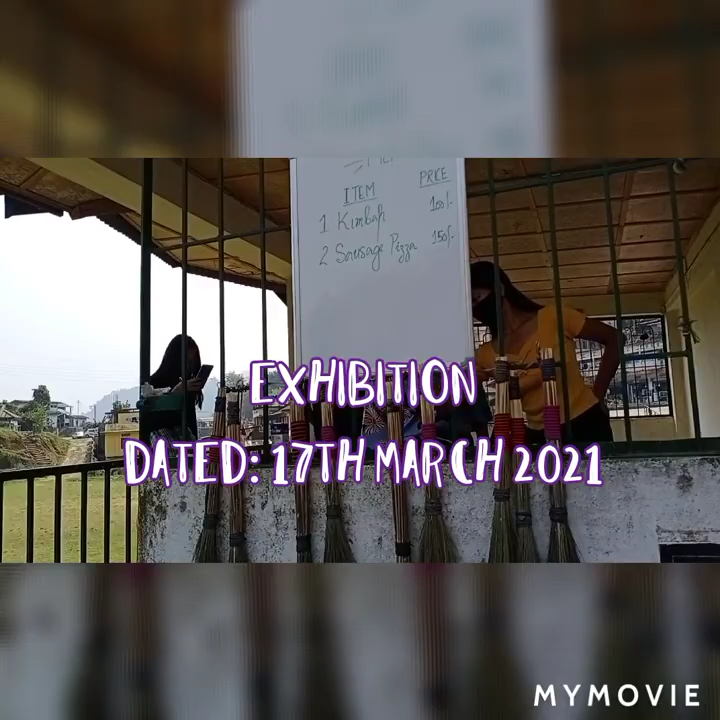 ITEM PRICE
1 Kimbap 100/-
2 Sausage Pizza 150/-
EXHIBITION
DATED: 17TH MARCH 2021
MYMOVIE